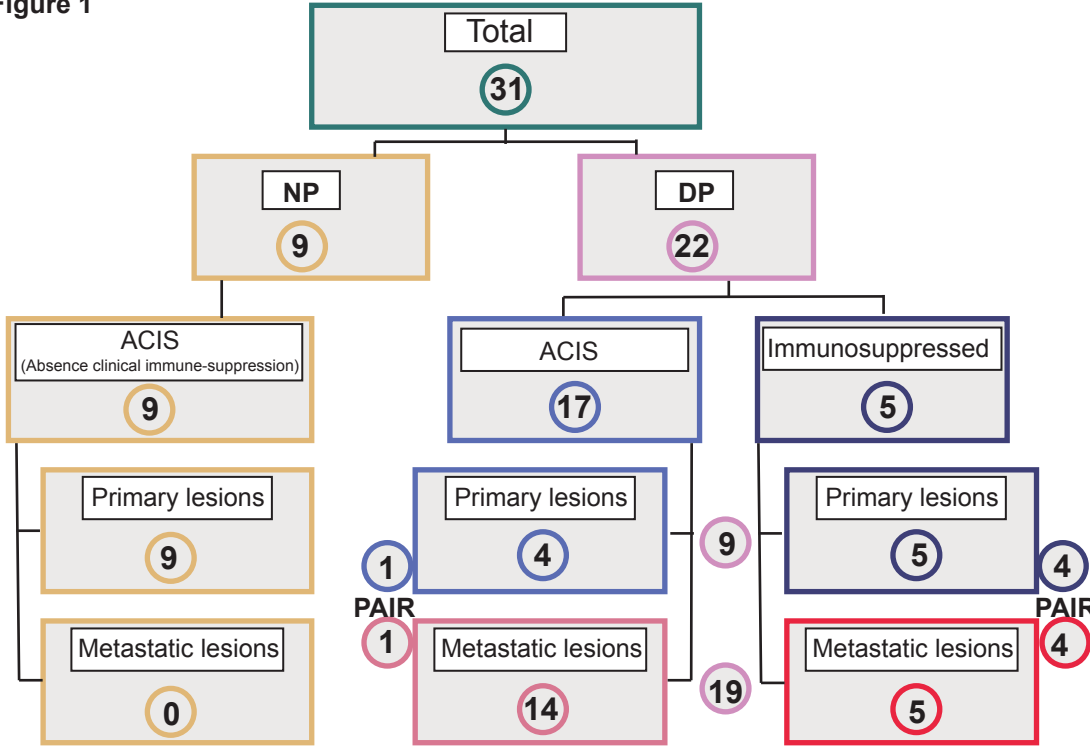 Figure 1
Total
31
NP
9
DP
22
ACIS
(Absence clinical immune-suppression)
9
ACIS
17
Immunosuppressed
5
Primary lesions
9
Primary lesions
4
9
Primary lesions
5
1
PAIR
1
4
PAIR
4
Metastatic lesions
0
Metastatic lesions
14
19
Metastatic lesions
5